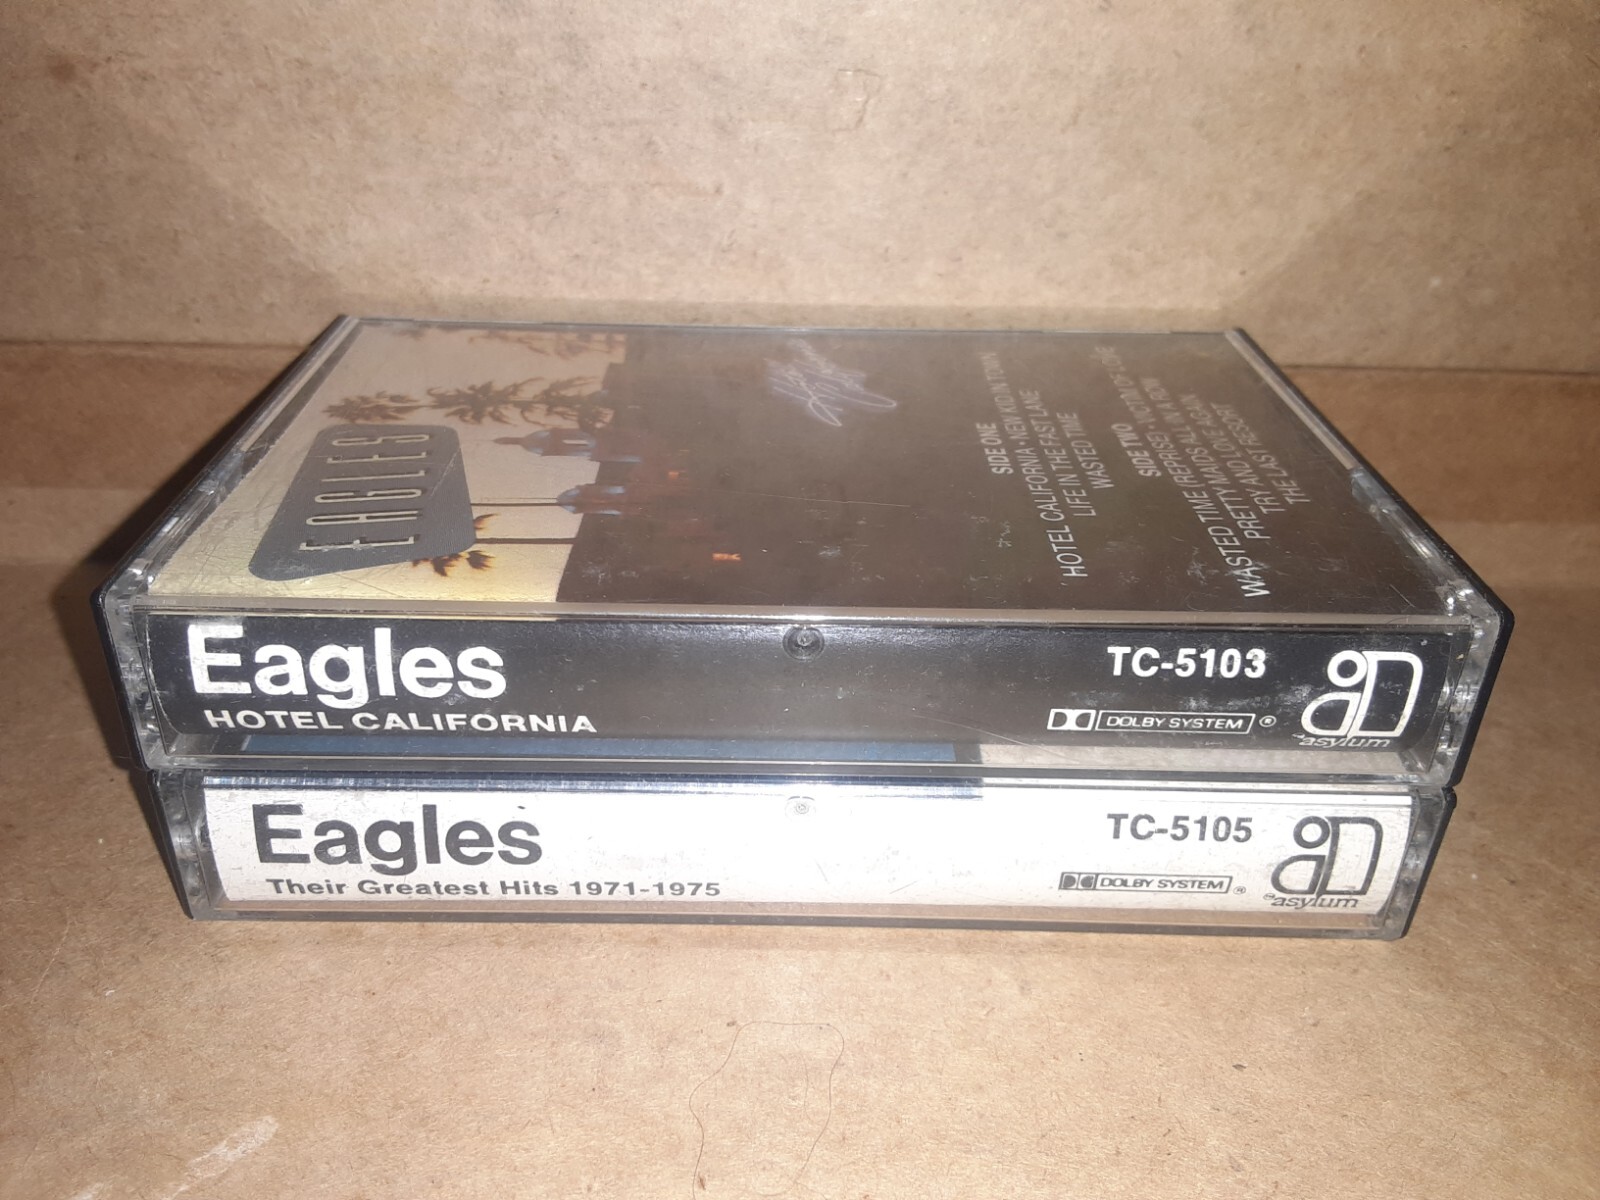 EAGLES
Hotel California
SIDE ONE
HOTEL CALIFORNIA • NEW KID IN TOWN
LIFE IN THE FAST LANE
WASTED TIME
SIDE TWO
WASTED TIME (REPRISE) • VICTIM OF LOVE
PRETTY MAIDS ALL IN A ROW
TRY AND LOVE AGAIN
THE LAST RESORT
Eagles
HOTEL CALIFORNIA
TC-5103
DOLBY SYSTEM ®
asylum
Eagles
Their Greatest Hits 1971-1975
TC-5105
DOLBY SYSTEM ®
asylum